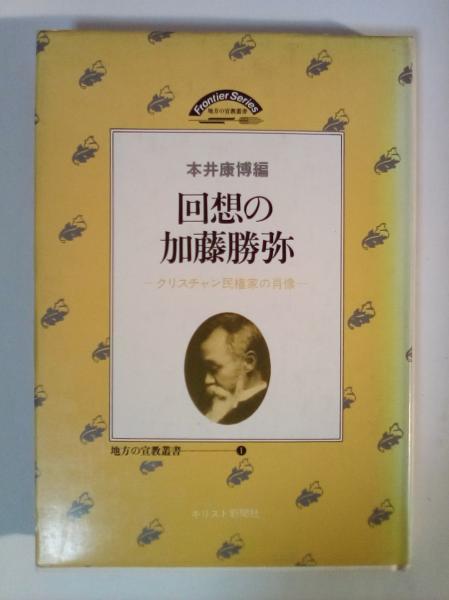 Frontier Series
地方の宣教叢書
本井康博編
回想の
加藤勝弥
─クリスチャン民権家の肖像─
地方の宣教叢書────1
キリスト新聞社